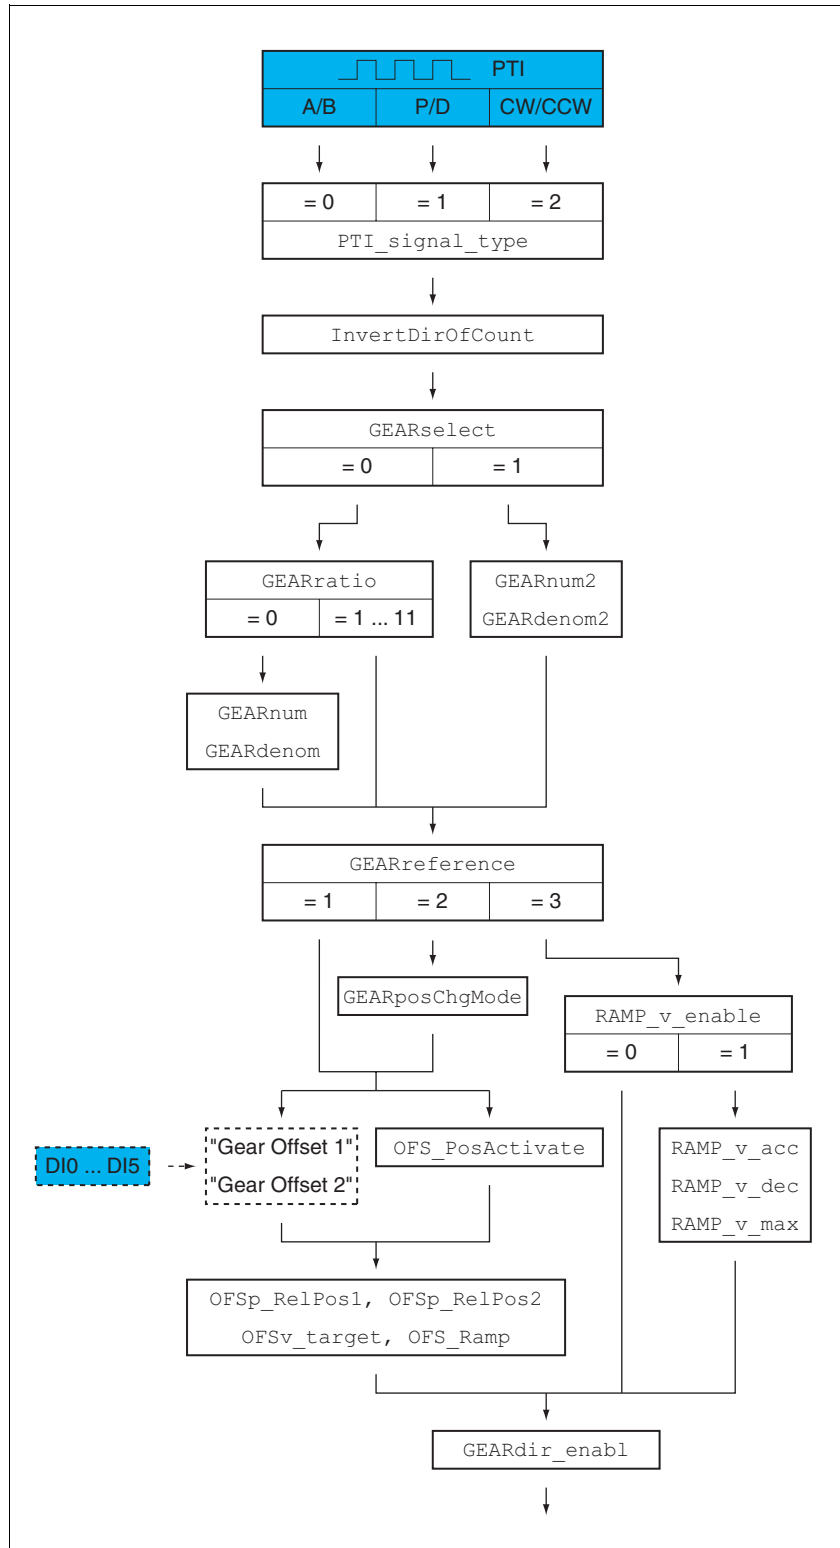 PTI
A/B P/D CW/CCW
= 0 = 1 = 2
PTI_signal_type
InvertDirOfCount
GEARselect
= 0 = 1
GEARratio
= 0 = 1 ... 11
GEARnum2
GEARdenom2
GEARnum
GEARdenom
GEARreference
= 1 = 2 = 3
GEARposChgMode
RAMP_v_enable
= 0 = 1
DI0 ... DI5
"Gear Offset 1"
"Gear Offset 2"
OFS_PosActivate
RAMP_v_acc
RAMP_v_dec
RAMP_v_max
OFSp_RelPos1, OFSp_RelPos2
OFSv_target, OFS_Ramp
GEARdir_enabl